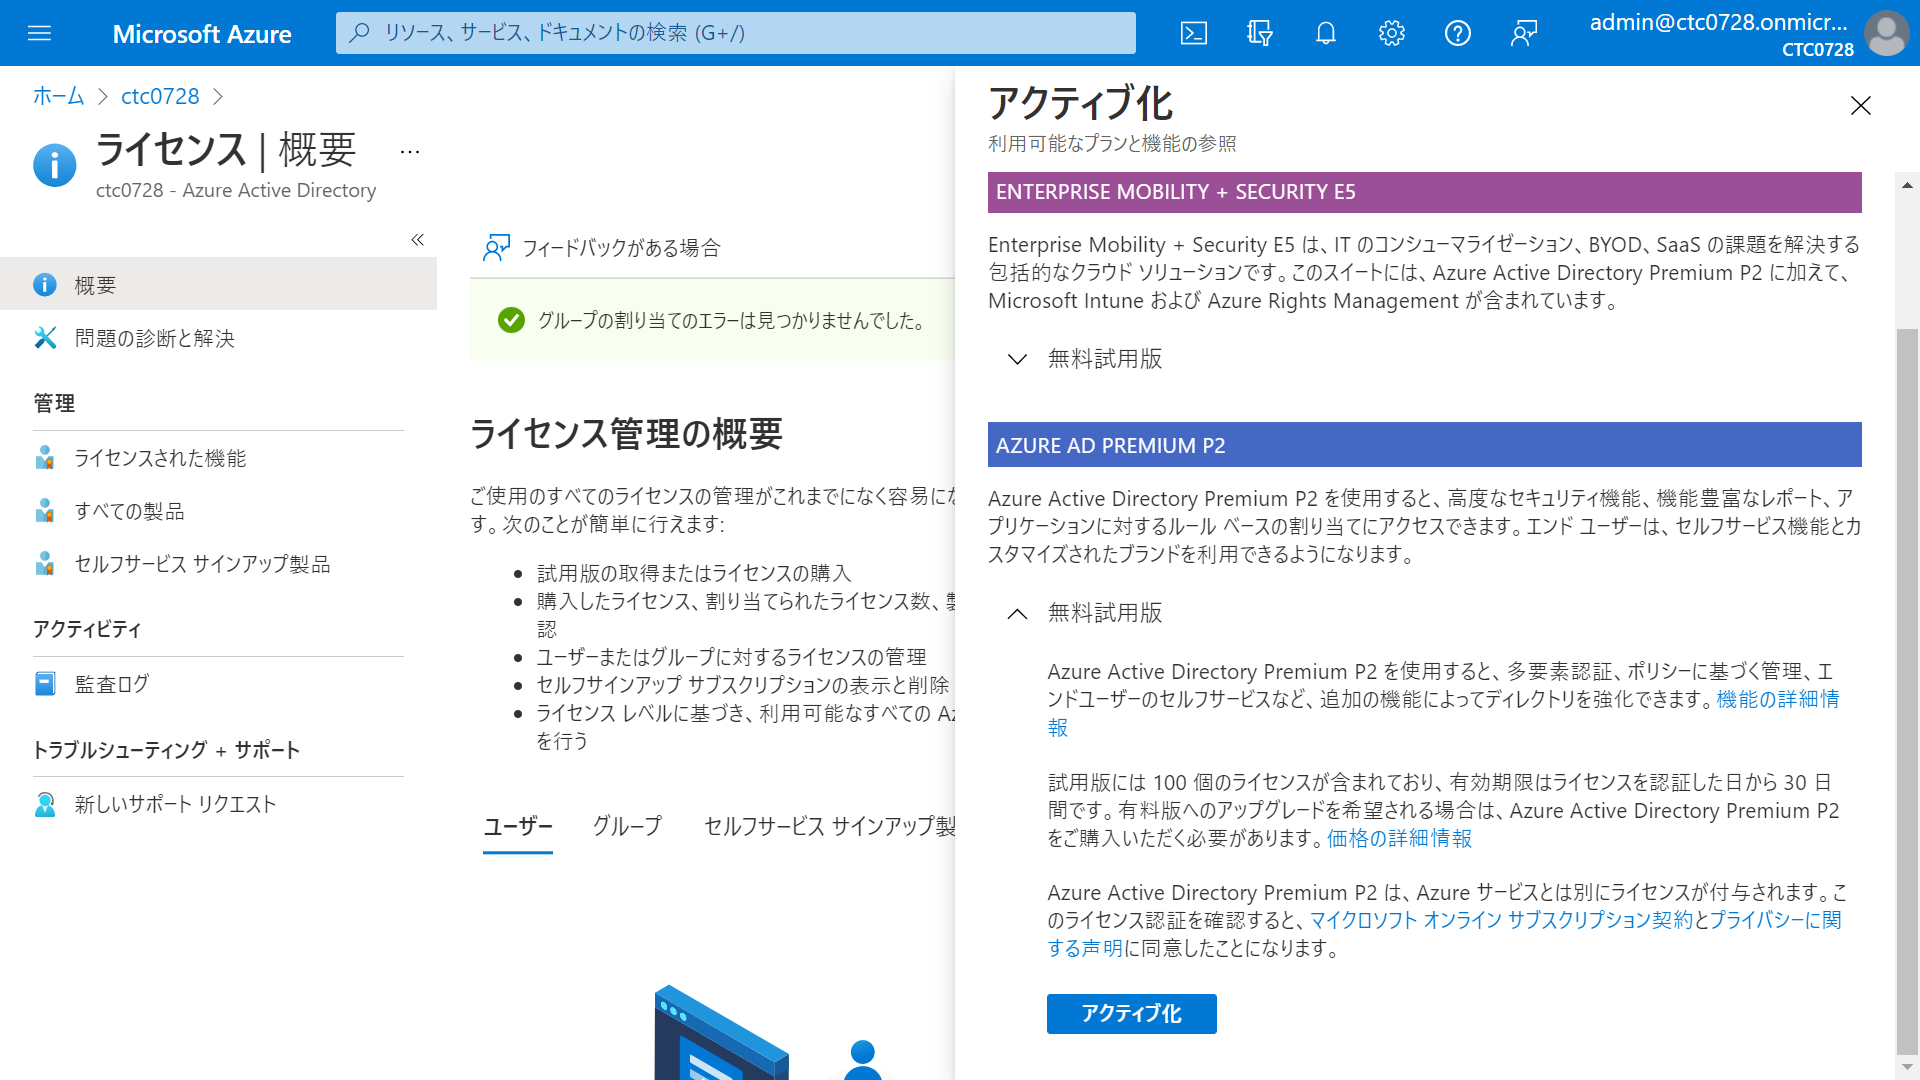 Microsoft Azure
リソース、サービス、ドキュメントの検索 (G+/)
admin@ctc0728.onmicr...
CTC0728
ホーム
ctc0728
ライセンス | 概要
...
ctc0728 - Azure Active Directory
概要
問題の診断と解決
管理
ライセンスされた機能
すべての製品
セルフサービス サインアップ製品
アクティビティ
監査ログ
トラブルシューティング + サポート
新しいサポート リクエスト
フィードバックがある場合
グループの割り当てのエラーは見つかりませんでした。
ライセンス管理の概要
ご使用のすべてのライセンスの管理がこれまでになく容易にな
す。次のことが簡単に行えます:
試用版の取得またはライセンスの購入
購入したライセンス、割り当てられたライセンス数、製
認
ユーザーまたはグループに対するライセンスの管理
セルフサインアップ サブスクリプションの表示と削除
ライセンス レベルに基づき、利用可能なすべての Az
を行う
ユーザー
グループ
セルフサービス サインアップ製
アクティブ化
利用可能なプランと機能の参照
ENTERPRISE MOBILITY + SECURITY E5
Enterprise Mobility + Security E5 は、IT のコンシューマライゼーション、BYOD、SaaS の課題を解決する
包括的なクラウド ソリューションです。このスイートには、Azure Active Directory Premium P2 に加えて、
Microsoft Intune および Azure Rights Management が含まれています。
無料試用版
AZURE AD PREMIUM P2
Azure Active Directory Premium P2 を使用すると、高度なセキュリティ機能、機能豊富なレポート、ア
プリケーションに対するルール ベースの割り当てにアクセスできます。エンド ユーザーは、セルフサービス機能とカ
スタマイズされたブランドを利用できるようになります。
無料試用版
Azure Active Directory Premium P2 を使用すると、多要素認証、ポリシーに基づく管理、エ
ンドユーザーのセルフサービスなど、追加の機能によってディレクトリを強化できます。機能の詳細情
報
試用版には 100 個のライセンスが含まれており、有効期限はライセンスを認証した日から 30 日
間です。有料版へのアップグレードを希望される場合は、Azure Active Directory Premium P2
をご購入いただく必要があります。価格の詳細情報
Azure Active Directory Premium P2 は、Azure サービスとは別にライセンスが付与されます。こ
のライセンス認証を確認すると、マイクロソフト オンライン サブスクリプション契約とプライバシーに関
する声明に同意したことになります。
アクティブ化